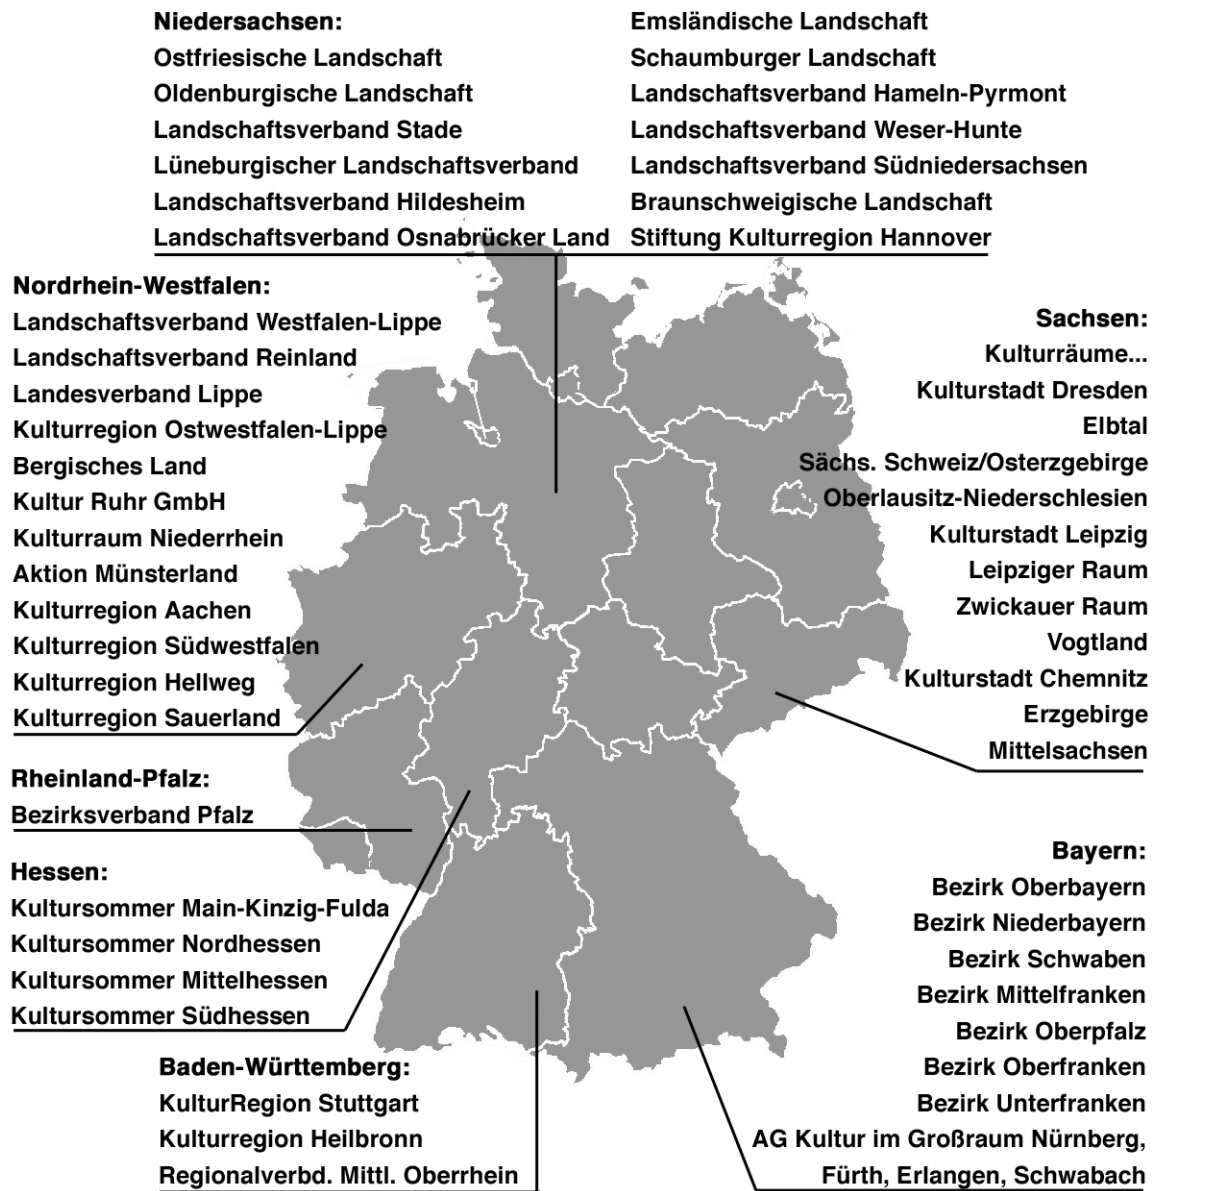 Niedersachsen:
Ostfriesische Landschaft
Oldenburgische Landschaft
Landschaftsverband Stade
Lüneburgischer Landschaftsverband
Landschaftsverband Hildesheim
Landschaftsverband Osnabrücker Land
Emsländische Landschaft
Schaumburger Landschaft
Landschaftsverband Hameln-Pyrmont
Landschaftsverband Weser-Hunte
Landschaftsverband Südniedersachsen
Braunschweigische Landschaft
Stiftung Kulturregion Hannover
Nordrhein-Westfalen:
Landschaftsverband Westfalen-Lippe
Landschaftsverband Reinland
Landesverband Lippe
Kulturregion Ostwestfalen-Lippe
Bergisches Land
Kultur Ruhr GmbH
Kulturraum Niederrhein
Aktion Münsterland
Kulturregion Aachen
Kulturregion Südwestfalen
Kulturregion Hellweg
Kulturregion Sauerland
Rheinland-Pfalz:
Bezirksverband Pfalz
Hessen:
Kultursommer Main-Kinzig-Fulda
Kultursommer Nordhessen
Kultursommer Mittelhessen
Kultursommer Südhessen
Baden-Württemberg:
KulturRegion Stuttgart
Kulturregion Heilbronn
Regionalverbd. Mittl. Oberrhein
Sachsen:
Kulturräume...
Kulturstadt Dresden
Elbtal
Sächs. Schweiz/Osterzgebirge
Oberlausitz-Niederschlesien
Kulturstadt Leipzig
Leipziger Raum
Zwickauer Raum
Vogtland
Kulturstadt Chemnitz
Erzgebirge
Mittelsachsen
Bayern:
Bezirk Oberbayern
Bezirk Niederbayern
Bezirk Schwaben
Bezirk Mittelfranken
Bezirk Oberpfalz
Bezirk Oberfranken
Bezirk Unterfranken
AG Kultur im Großraum Nürnberg,
Fürth, Erlangen, Schwabach